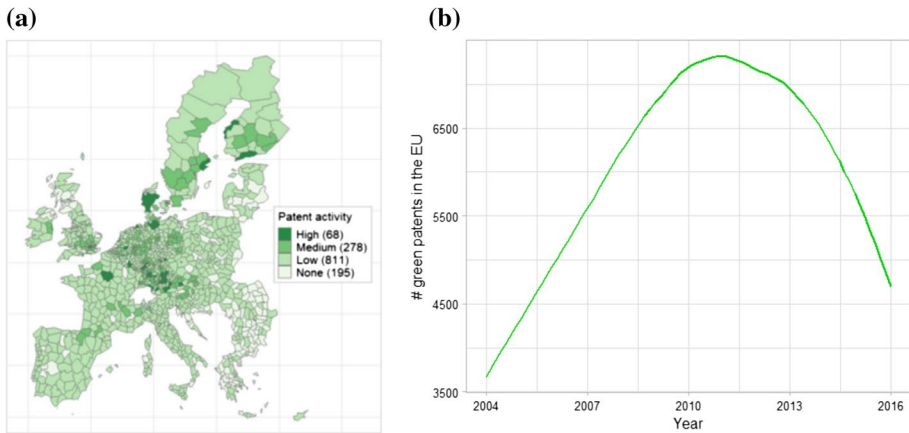 (a)
Patent activity
High (68)
Medium (278)
Low (811)
None (195)
(b)
# green patents in the EU
6500
5500
4500
3500
2004
2007
2010
2013
2016
Year